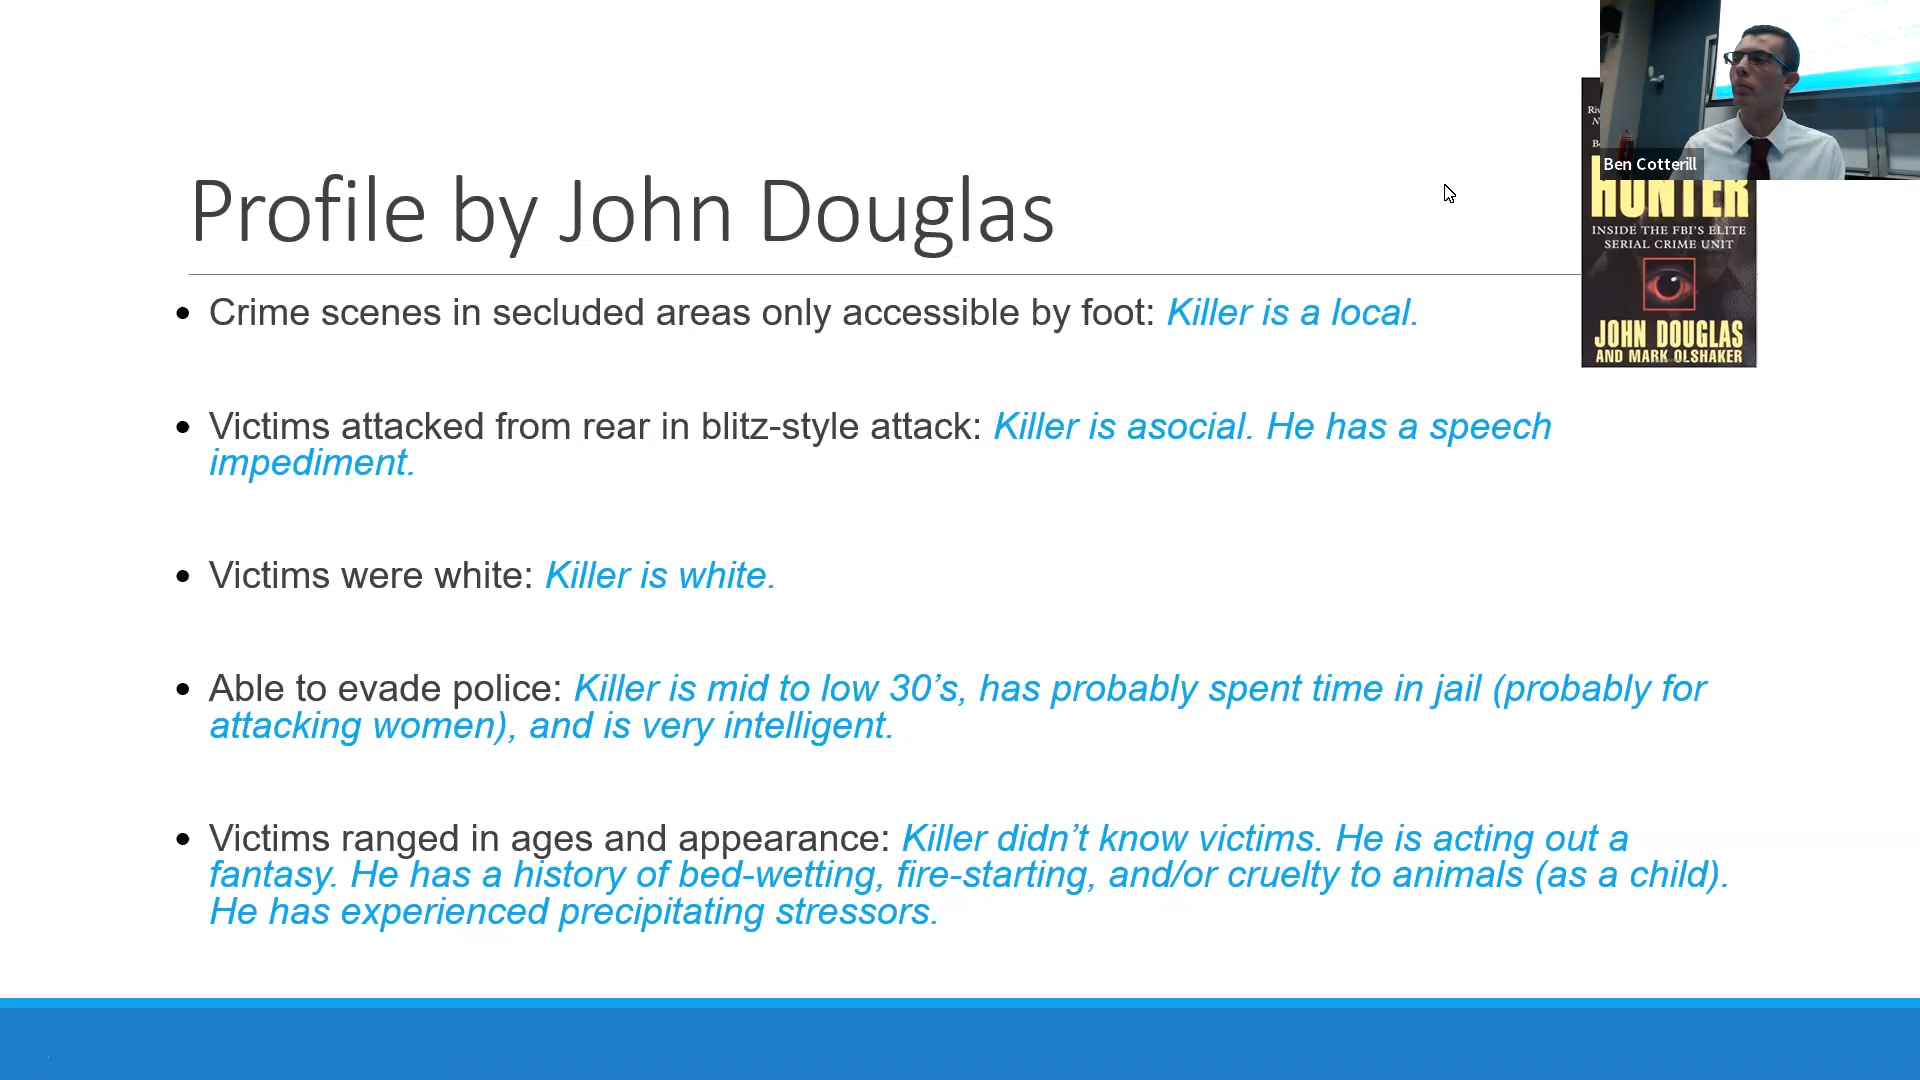 Ben Cotterill
HUNTER
INSIDE THE FBI'S ELITE
SERIAL CRIME UNIT
JOHN DOUGLAS
AND MARK OLSHAKER
Profile by John Douglas
• Crime scenes in secluded areas only accessible by foot: Killer is a local.
• Victims attacked from rear in blitz-style attack: Killer is asocial. He has a speech
impediment.
• Victims were white: Killer is white.
• Able to evade police: Killer is mid to low 30’s, has probably spent time in jail (probably for
attacking women), and is very intelligent.
• Victims ranged in ages and appearance: Killer didn’t know victims. He is acting out a
fantasy. He has a history of bed-wetting, fire-starting, and/or cruelty to animals (as a child).
He has experienced precipitating stressors.